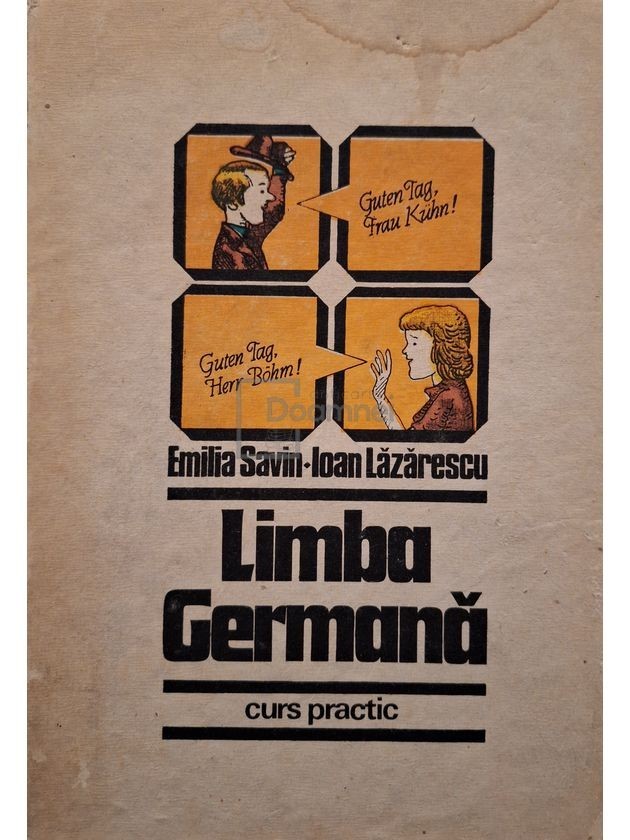 Guten Tag,
Frau Kühn!
Guten Tag,
Herr Böhm!
Emilia Savin·Ioan Lăzărescu
Limba
Germană
curs practic